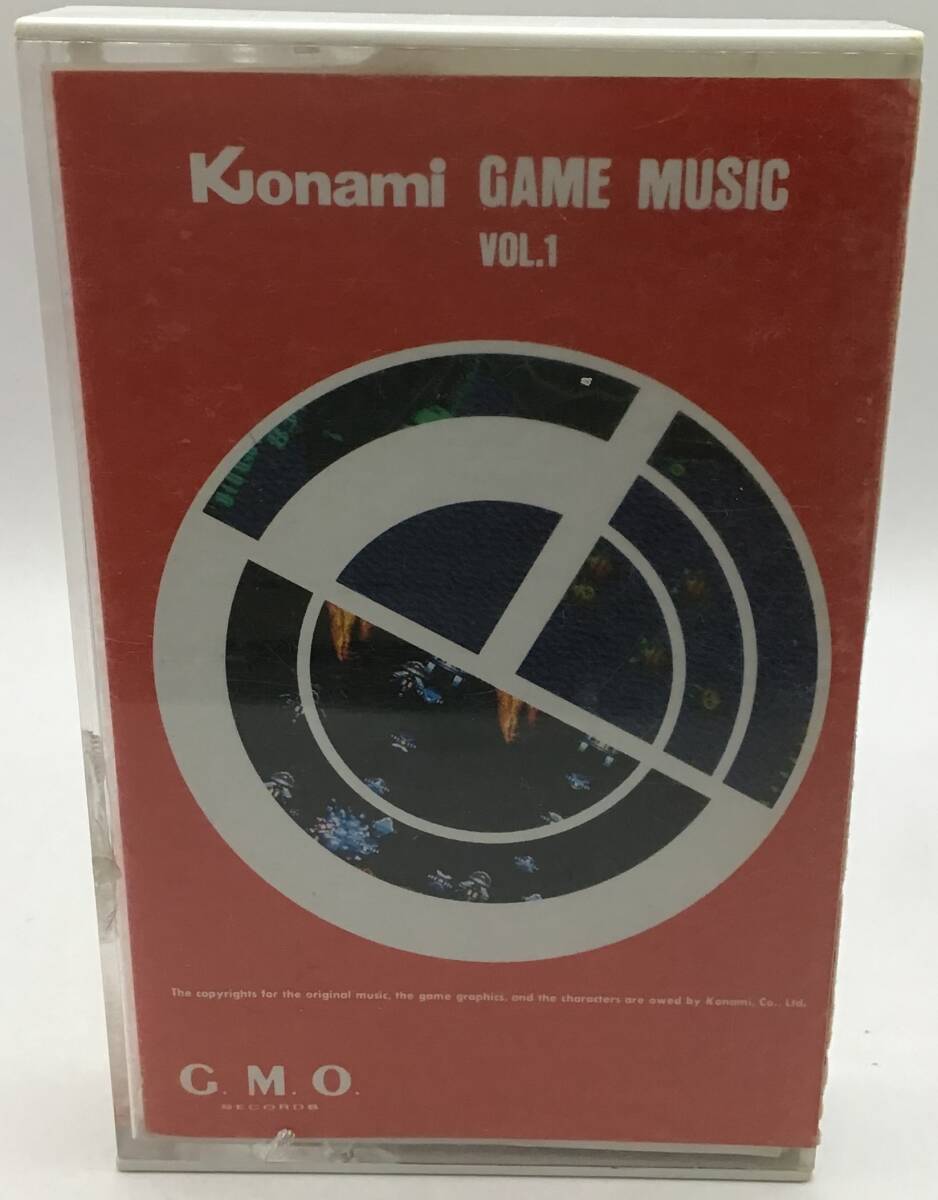 Konami GAME MUSIC
VOL.1
The copyrights for the original music, the game graphics, and the characters are owed by Konami, Co., Ltd.
G. M. O.
RECORDS